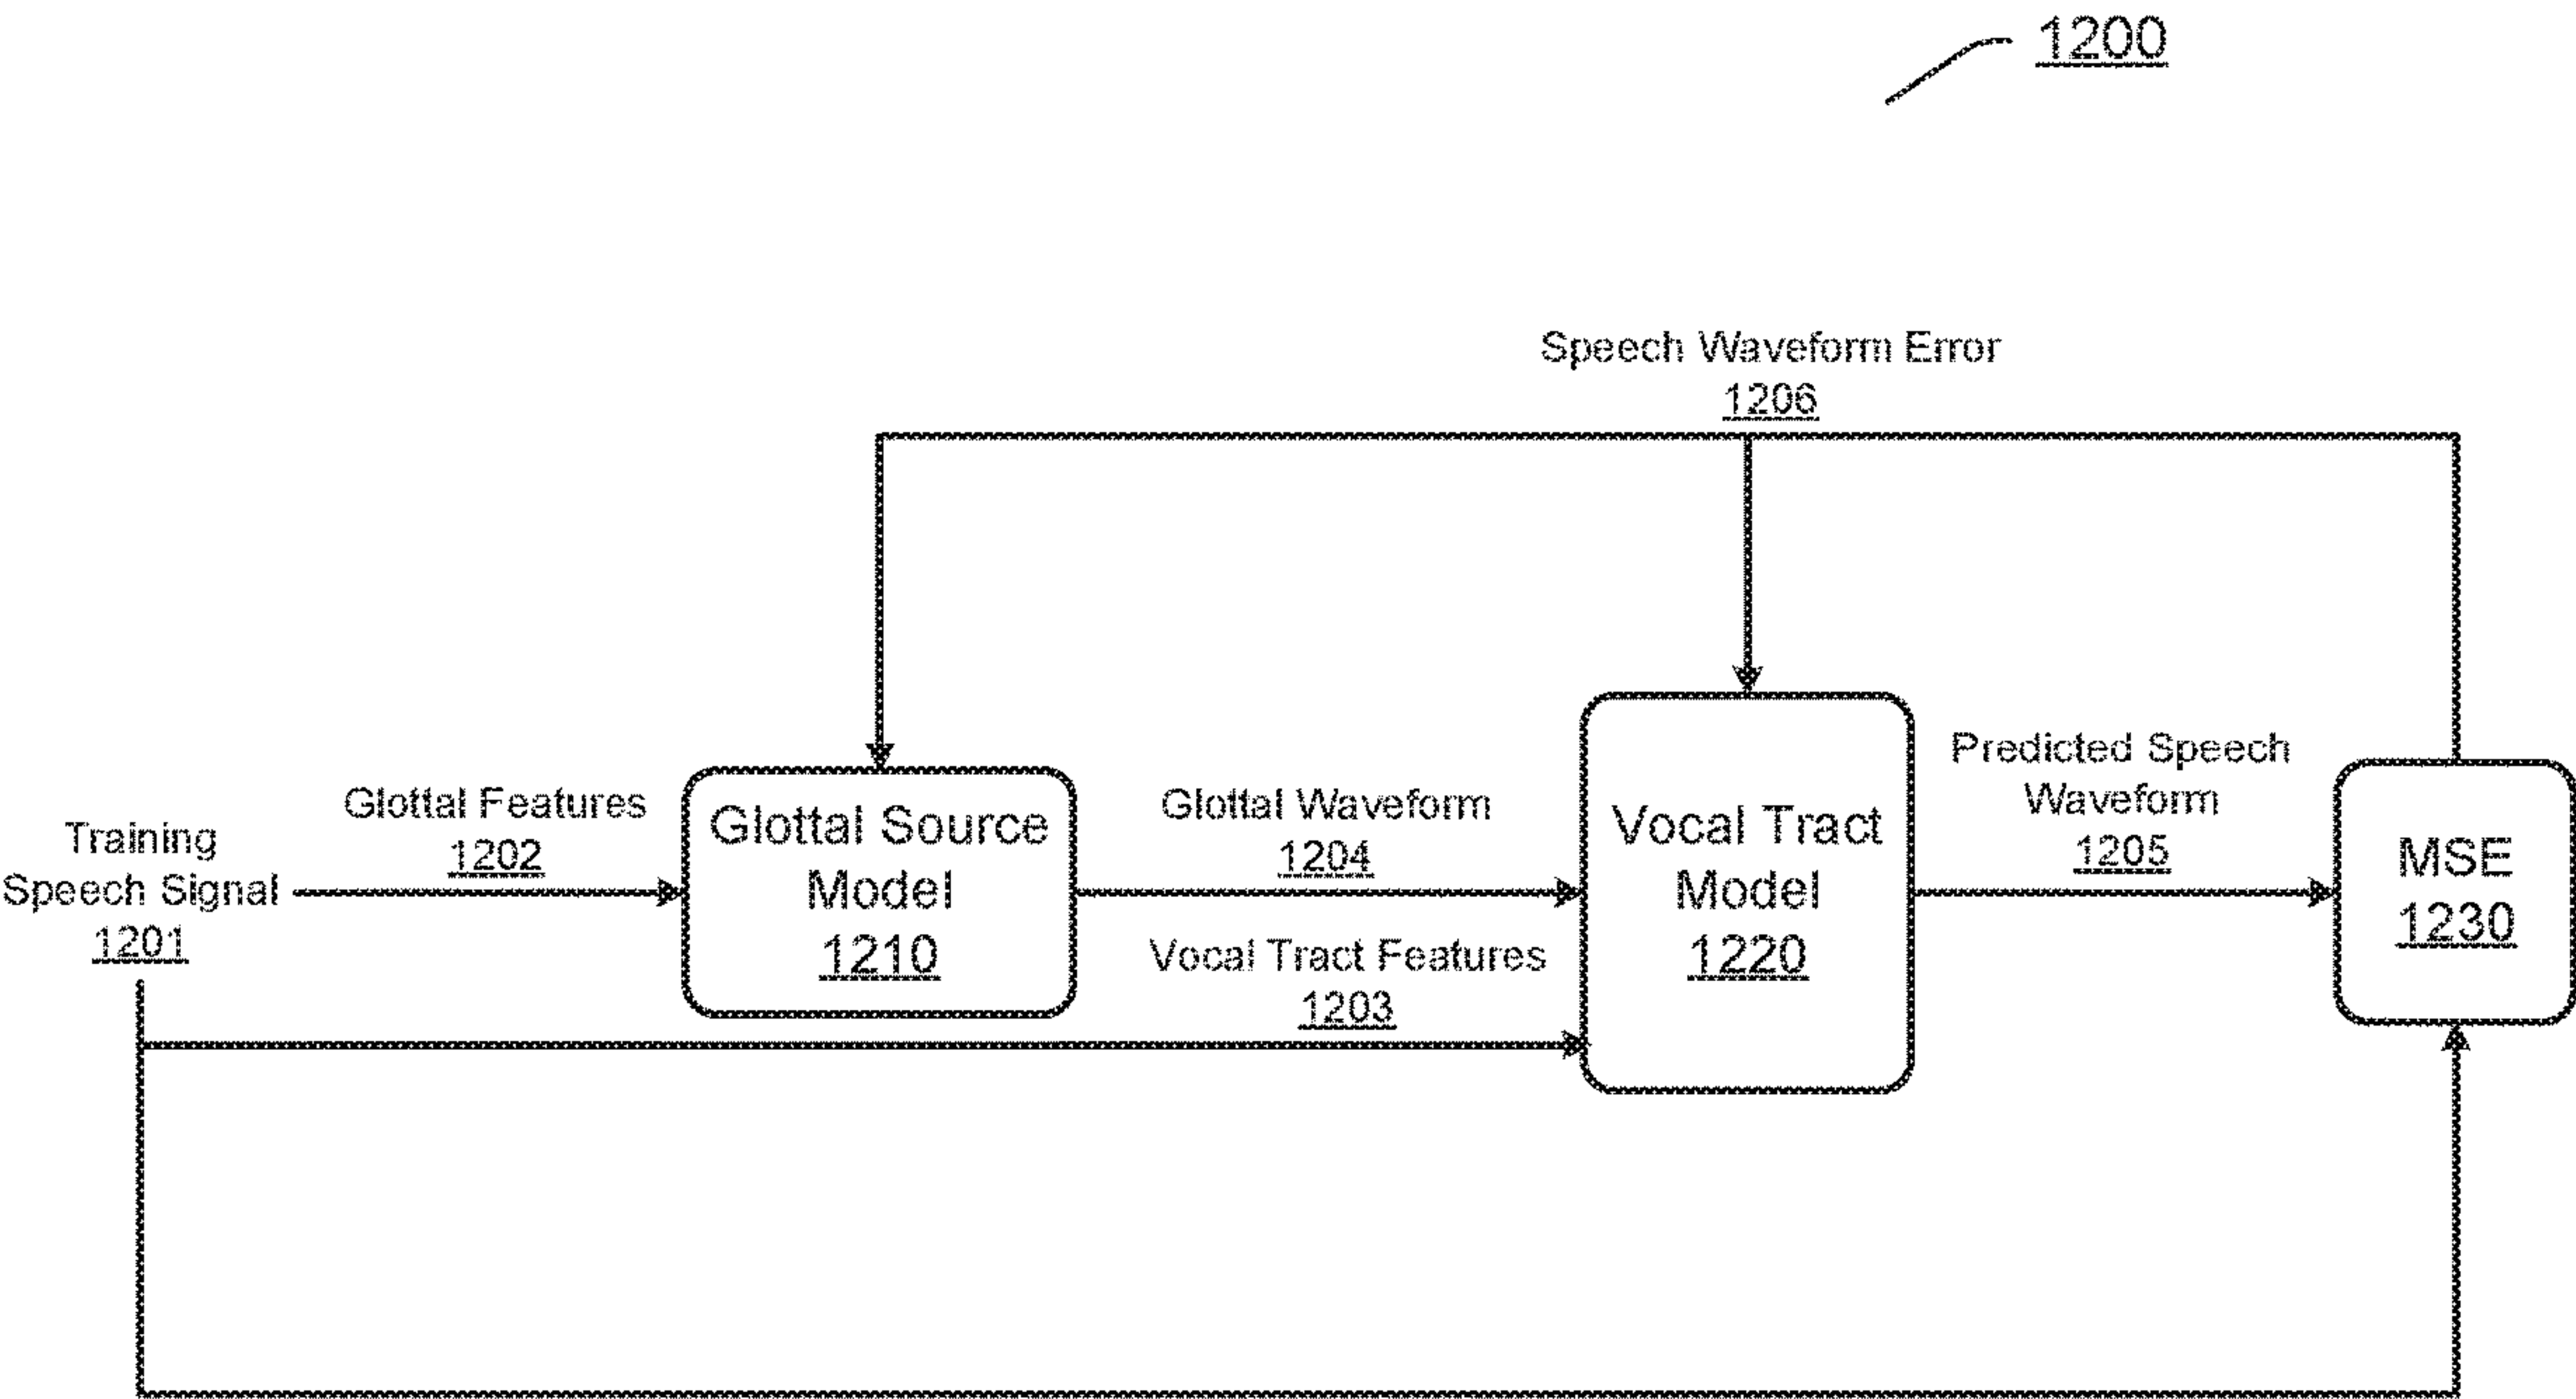 1200
Speech Waveform Error
1206
Training
Speech Signal
1201
Glottal Features
1202
Glottal Source
Model
1210
Glottal Waveform
1204
Vocal Tract Features
1203
Vocal Tract
Model
1220
Predicted Speech
Waveform
1205
MSE
1230